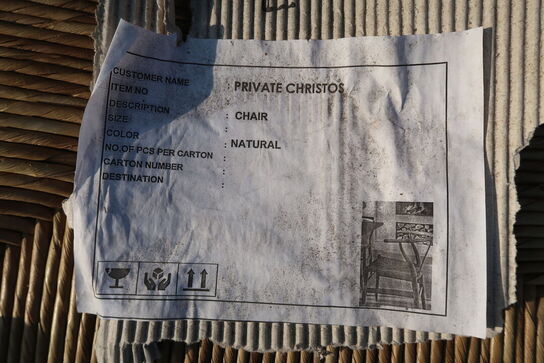 CUSTOMER NAME : PRIVATE CHRISTOS
ITEM NO :
DESCRIPTION : CHAIR
SIZE :
COLOR : NATURAL
NO.OF PCS PER CARTON :
CARTON NUMBER :
DESTINATION :